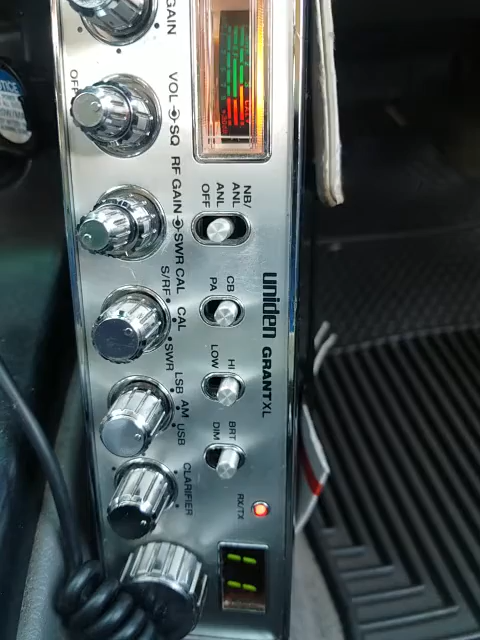 GAIN
OFF VOL SQ
RF GAIN SWR CAL
S/RF CAL SWR
LSB AM USB
CLARIFIER
NB/
ANL ANL
OFF
CB
PA
HI
LOW
BRT
DIM
RX/TX
uniden GRANT XL
11